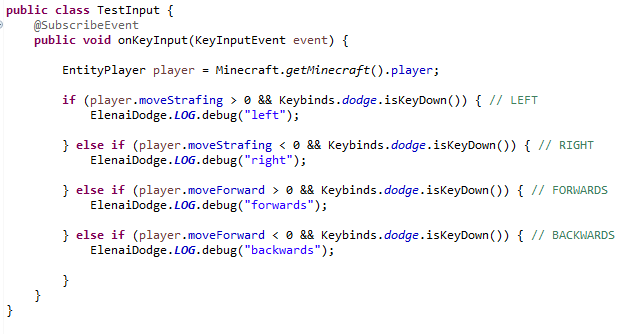 public class TestInput {
    @SubscribeEvent
    public void onKeyInput(KeyInputEvent event) {

        EntityPlayer player = Minecraft.getMinecraft().player;

        if (player.moveStrafing > 0 && Keybinds.dodge.isKeyDown()) { // LEFT
            ElenaiDodge.LOG.debug("left");

        } else if (player.moveStrafing < 0 && Keybinds.dodge.isKeyDown()) { // RIGHT
            ElenaiDodge.LOG.debug("right");

        } else if (player.moveForward > 0 && Keybinds.dodge.isKeyDown()) { // FORWARDS
            ElenaiDodge.LOG.debug("forwards");

        } else if (player.moveForward < 0 && Keybinds.dodge.isKeyDown()) { // BACKWARDS
            ElenaiDodge.LOG.debug("backwards");

        }
    }
}